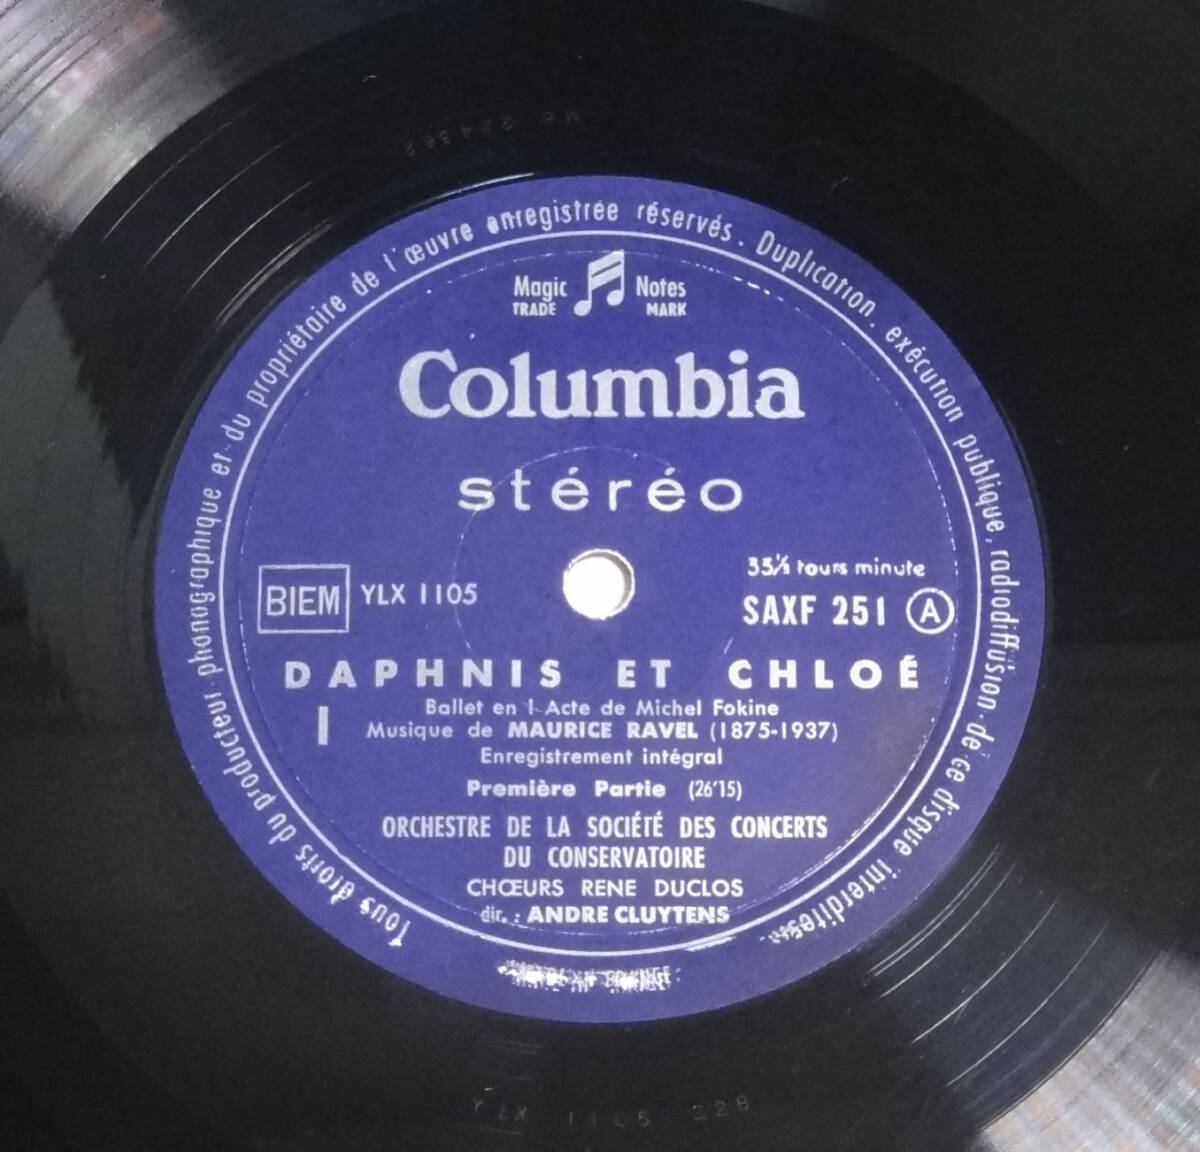 Tous droits du producteur phonographique et du propriétaire de l'œuvre enregistrée réservés. Duplication, exécution publique, radiodiffusion de ce disque interdites.
Magic Notes
TRADE MARK
Columbia
stéréo
BIEM YLX 1105
33⅓ tours minute
SAXF 251 A
DAPHNIS ET CHLOÉ
I
Ballet en 1 Acte de Michel Fokine
Musique de MAURICE RAVEL (1875-1937)
Enregistrement intégral
Première Partie (26'15)
ORCHESTRE DE LA SOCIÉTÉ DES CONCERTS
DU CONSERVATOIRE
CHŒURS RENE DUCLOS
dir. : ANDRE CLUYTENS
YLX 1105 22B